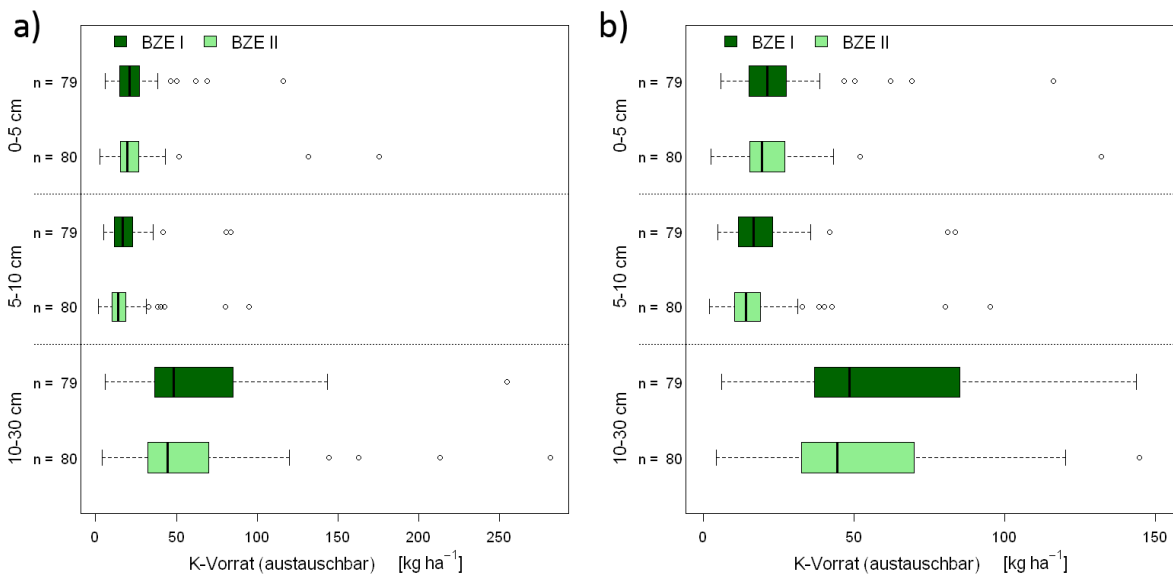 a)
BZE I BZE II
0-5 cm
n = 79
n = 80
5-10 cm
n = 79
n = 80
10-30 cm
n = 79
n = 80
0 50 100 150 200 250
K-Vorrat (austauschbar) [kg ha⁻¹]
b)
BZE I BZE II
0-5 cm
n = 79
n = 80
5-10 cm
n = 79
n = 80
10-30 cm
n = 79
n = 80
0 50 100 150
K-Vorrat (austauschbar) [kg ha⁻¹]